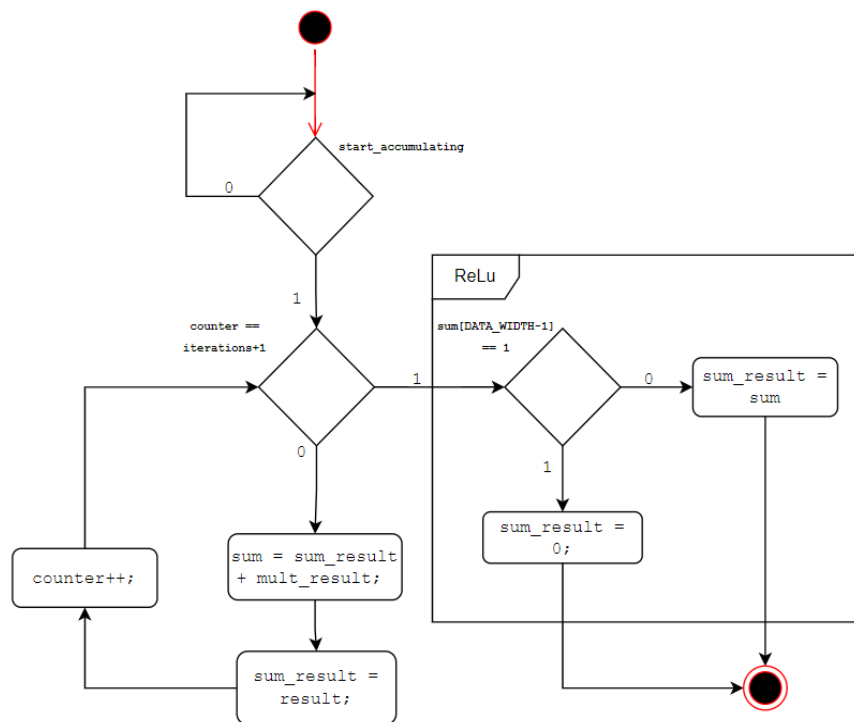 start_accumulating
0
1
ReLu
counter ==
iterations+1
sum[DATA_WIDTH-1]
== 1
1
0
sum_result =
sum
0
1
sum_result =
0;
sum = sum_result
+ mult_result;
counter++;
sum_result =
result;